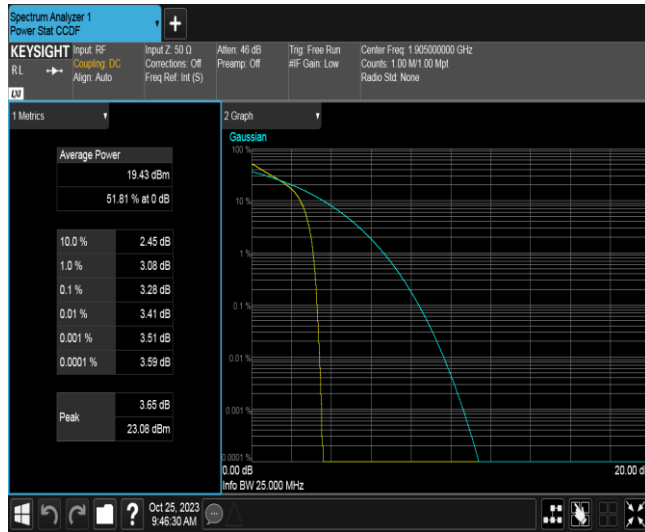 Spectrum Analyzer 1
Power Stat CCDF
KEYSIGHT
RL
LXI
Input: RF
Coupling: DC
Align: Auto
Input Z: 50 Ω
Corrections: Off
Freq Ref: Int (S)
Atten: 46 dB
Preamp: Off
Trig: Free Run
#IF Gain: Low
Center Freq: 1.905000000 GHz
Counts: 1.00 M/1.00 Mpt
Radio Std: None
1 Metrics
Average Power
19.43 dBm
51.81 % at 0 dB
10.0 % 2.45 dB
1.0 % 3.08 dB
0.1 % 3.28 dB
0.01 % 3.41 dB
0.001 % 3.51 dB
0.0001 % 3.59 dB
Peak
3.65 dB
23.08 dBm
2 Graph
Gaussian
100 %
10 %
1 %
0.1 %
0.01 %
0.001 %
0.0001 %
0.00 dB
20.00 d
Info BW 25.000 MHz
?
Oct 25, 2023
9:46:30 AM